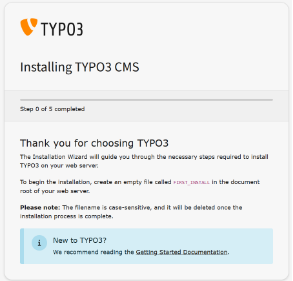 TYPO3
Installing TYPO3 CMS
Step 0 of 5 completed
Thank you for choosing TYPO3
The Installation Wizard will guide you through the necessary steps required to install
TYPO3 on your web server.
To begin the installation, create an empty file called FIRST_INSTALL in the document
root of your web server.
Please note: The filename is case-sensitive, and it will be deleted once the
installation process is complete.
i
New to TYPO3?
We recommend reading the Getting Started Documentation.